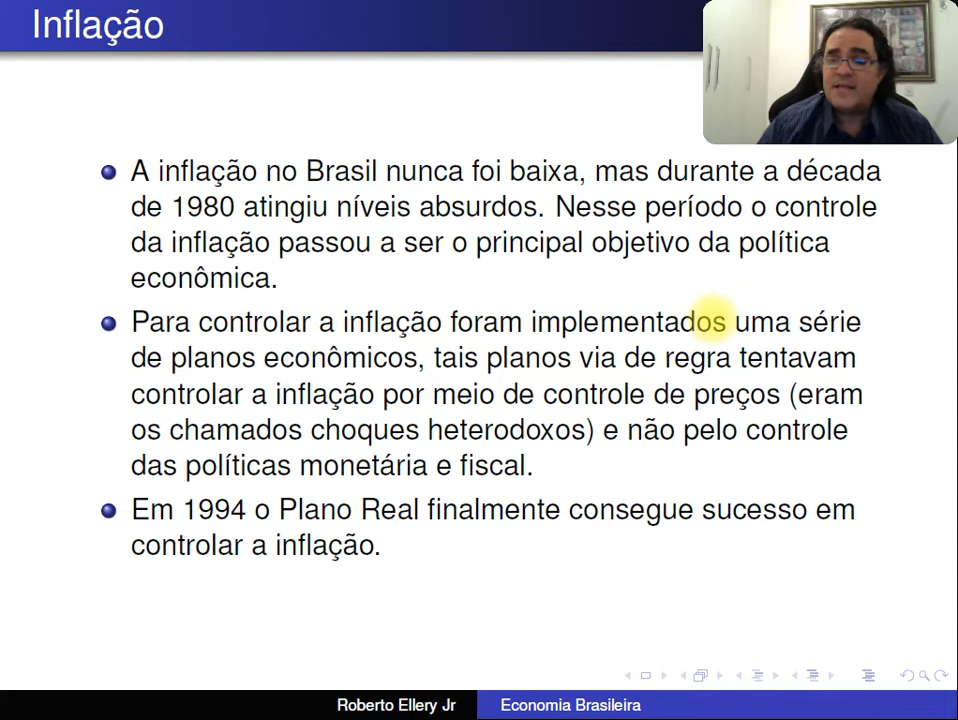 Inflação
A inflação no Brasil nunca foi baixa, mas durante a década
de 1980 atingiu níveis absurdos. Nesse período o controle
da inflação passou a ser o principal objetivo da política
econômica.
Para controlar a inflação foram implementados uma série
de planos econômicos, tais planos via de regra tentavam
controlar a inflação por meio de controle de preços (eram
os chamados choques heterodoxos) e não pelo controle
das políticas monetária e fiscal.
Em 1994 o Plano Real finalmente consegue sucesso em
controlar a inflação.
Roberto Ellery Jr
Economia Brasileira